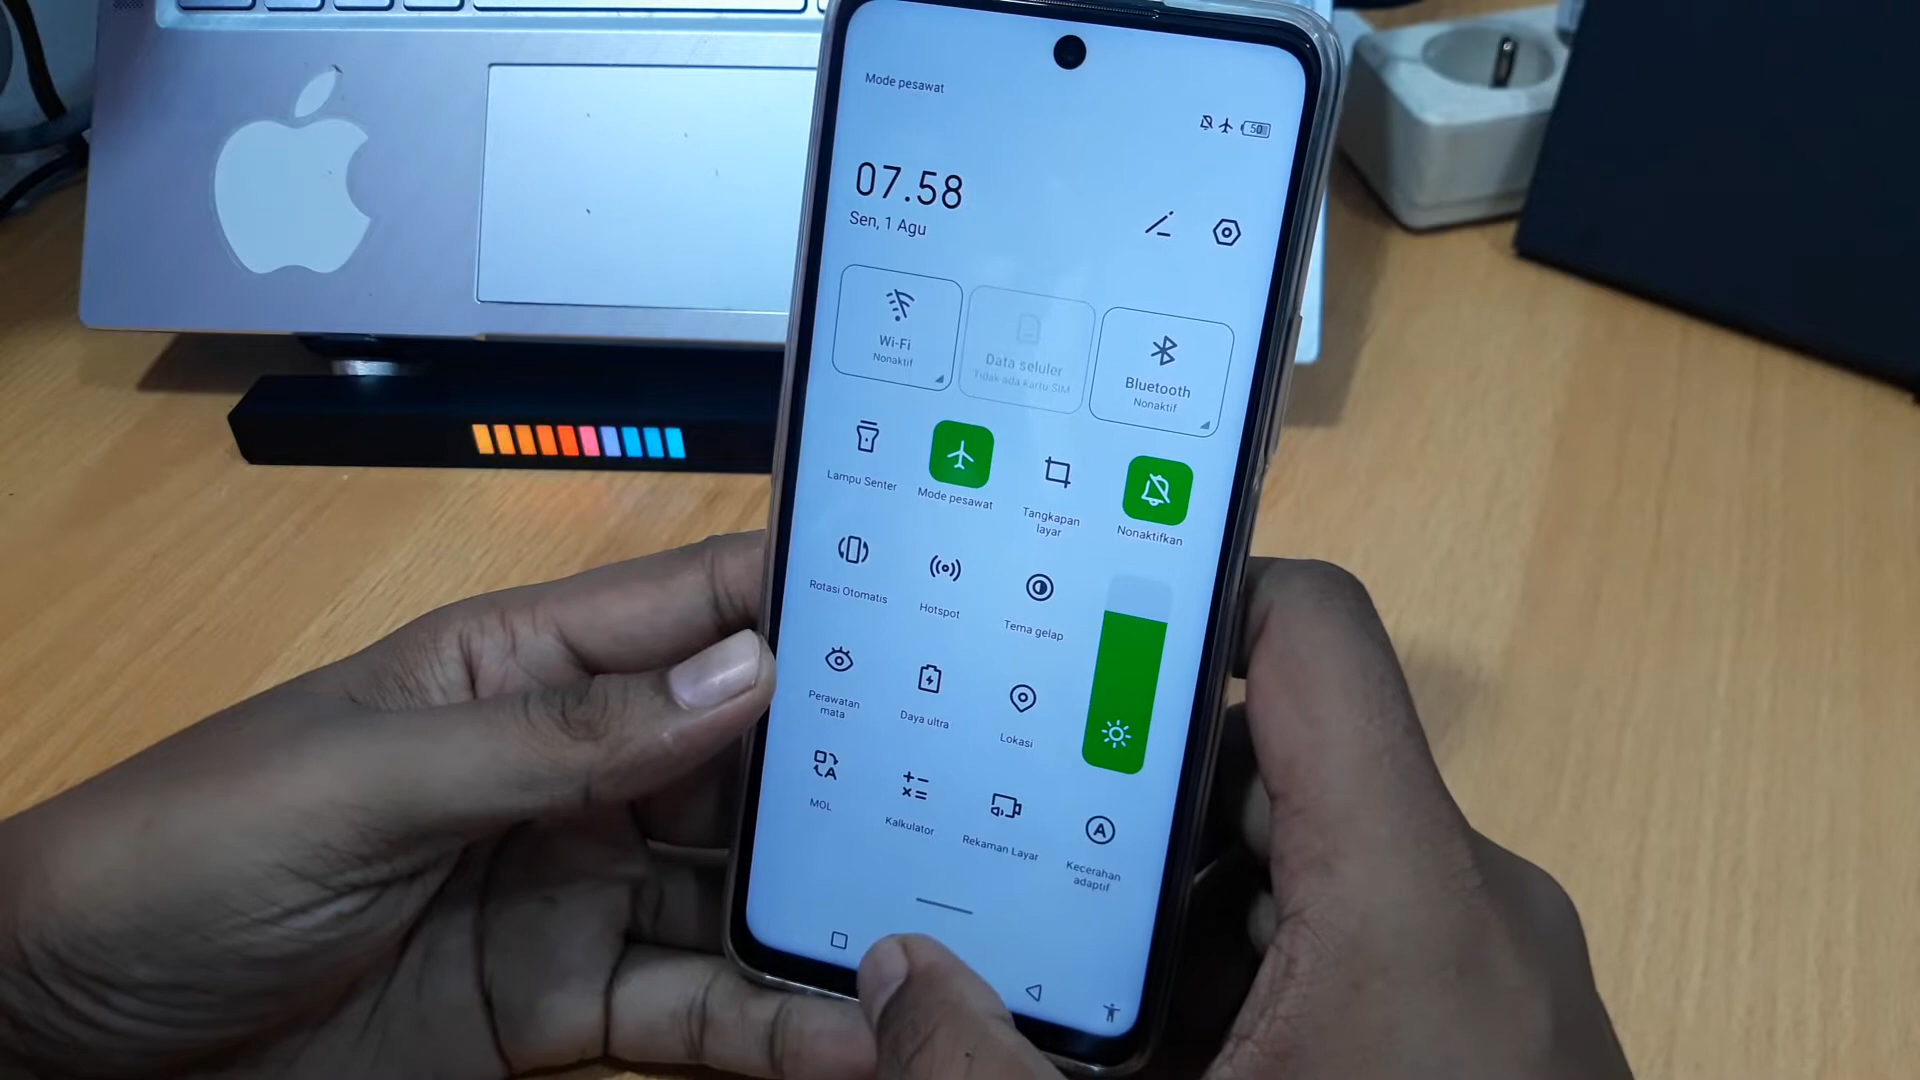 Mode pesawat
50
07.58
Sen, 1 Agu
Wi-Fi
Nonaktif
Data seluler
Tidak ada kartu SIM
Bluetooth
Nonaktif
Lampu Senter
Mode pesawat
Tangkapan
layar
Nonaktifkan
Rotasi Otomatis
Hotspot
Tema gelap
Perawatan
mata
Daya ultra
Lokasi
MOL
Kalkulator
Rekaman Layar
Kecerahan
adaptif